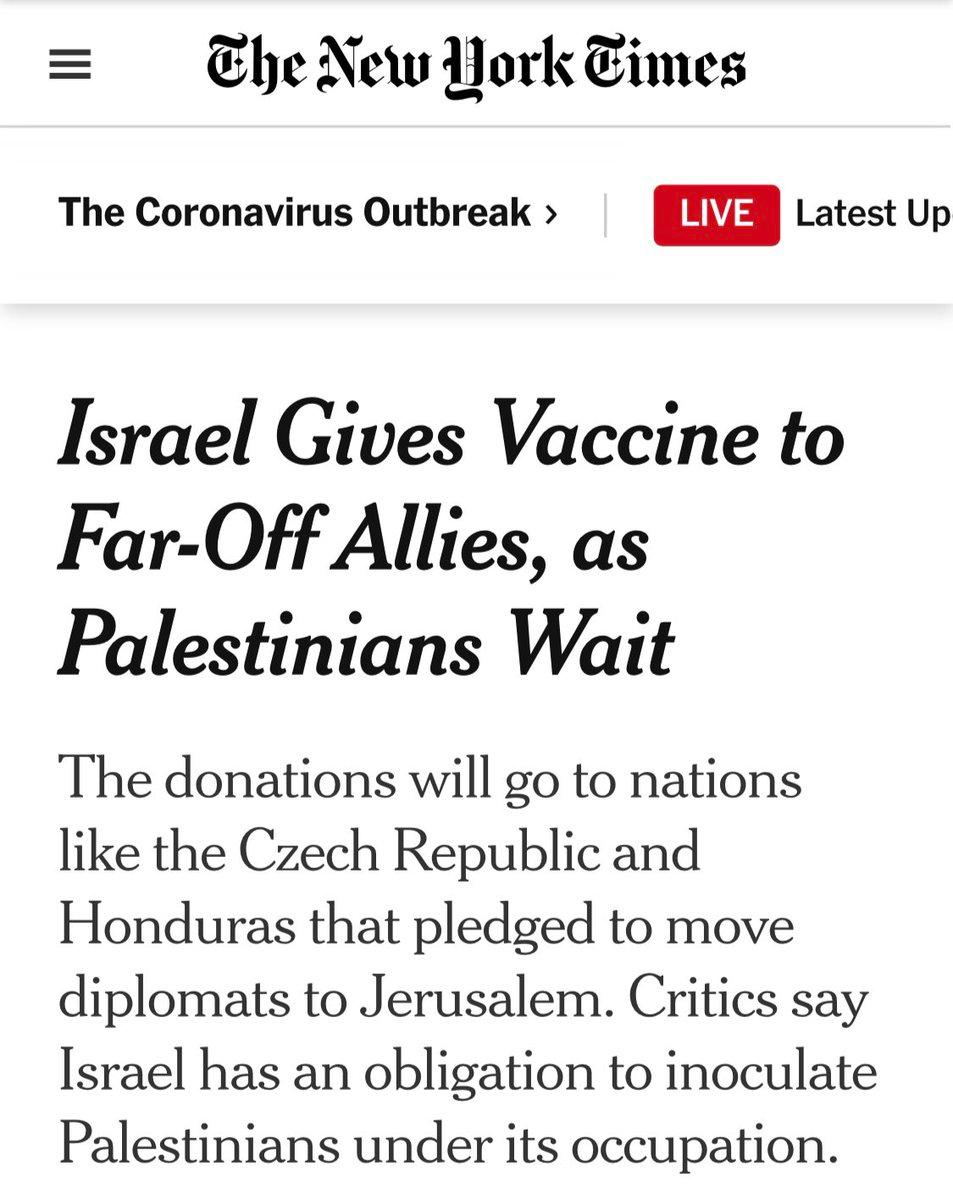 The New York Times
The Coronavirus Outbreak › | LIVE Latest Up
Israel Gives Vaccine to
Far-Off Allies, as
Palestinians Wait
The donations will go to nations
like the Czech Republic and
Honduras that pledged to move
diplomats to Jerusalem. Critics say
Israel has an obligation to inoculate
Palestinians under its occupation.